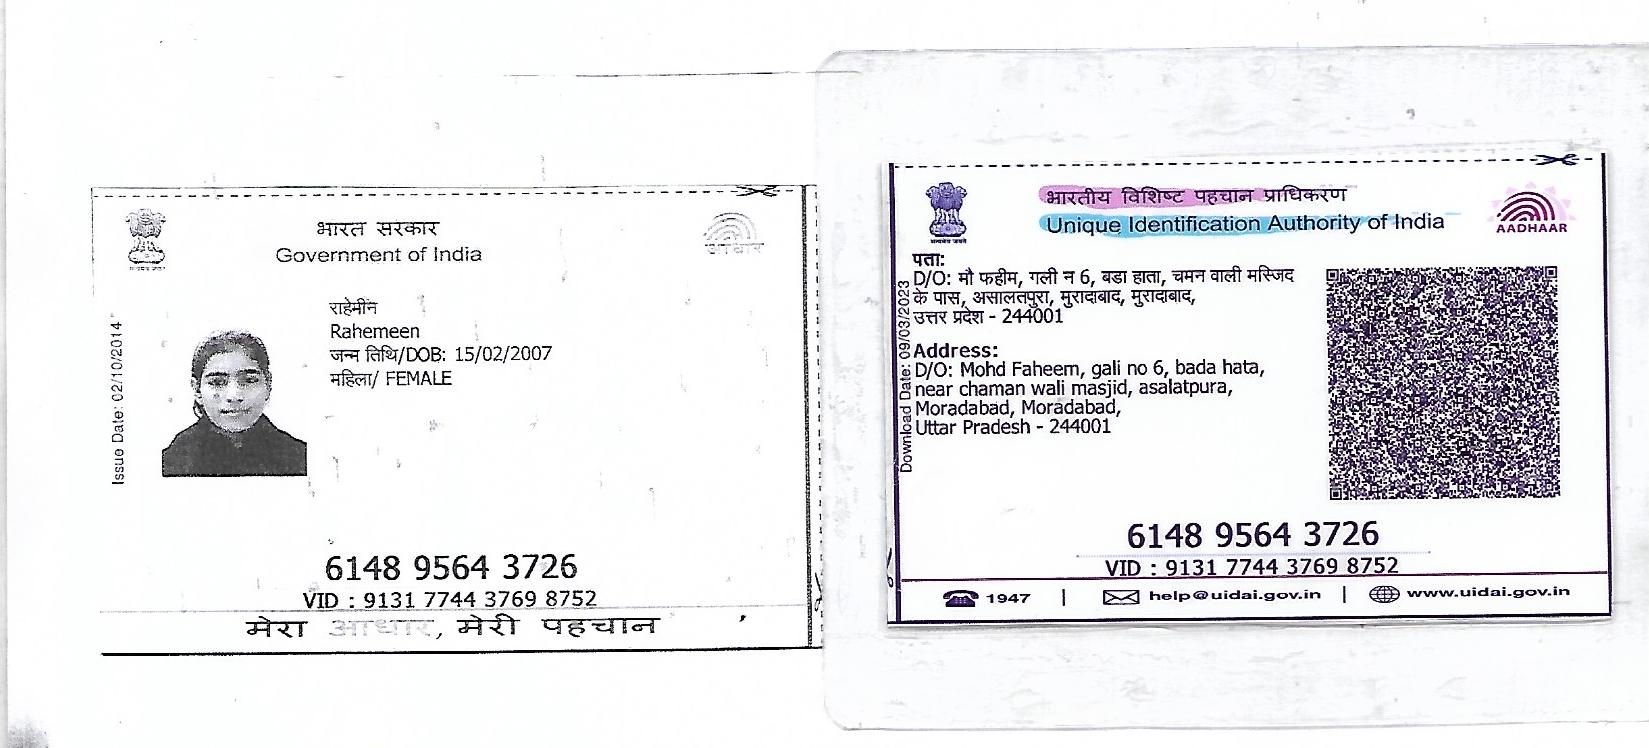 भारत सरकार
Government of India
आधार
Issue Date: 02/10/2014
राहेमीन
Rahemeen
जन्म तिथि/DOB: 15/02/2007
महिला/ FEMALE
6148 9564 3726
VID : 9131 7744 3769 8752
मेरा आधार, मेरी पहचान
सत्यमेव जयते
भारतीय विशिष्ट पहचान प्राधिकरण
Unique Identification Authority of India
AADHAAR
Download Date: 09/03/2023
पता:
D/O: मौ फहीम, गली न 6, बडा हाता, चमन वाली मस्जिद
के पास, असालतपुरा, मुरादाबाद, मुरादाबाद,
उत्तर प्रदेश - 244001
Address:
D/O: Mohd Faheem, gali no 6, bada hata,
near chaman wali masjid, asalatpura,
Moradabad, Moradabad,
Uttar Pradesh - 244001
6148 9564 3726
VID : 9131 7744 3769 8752
1947 | help@uidai.gov.in | www.uidai.gov.in